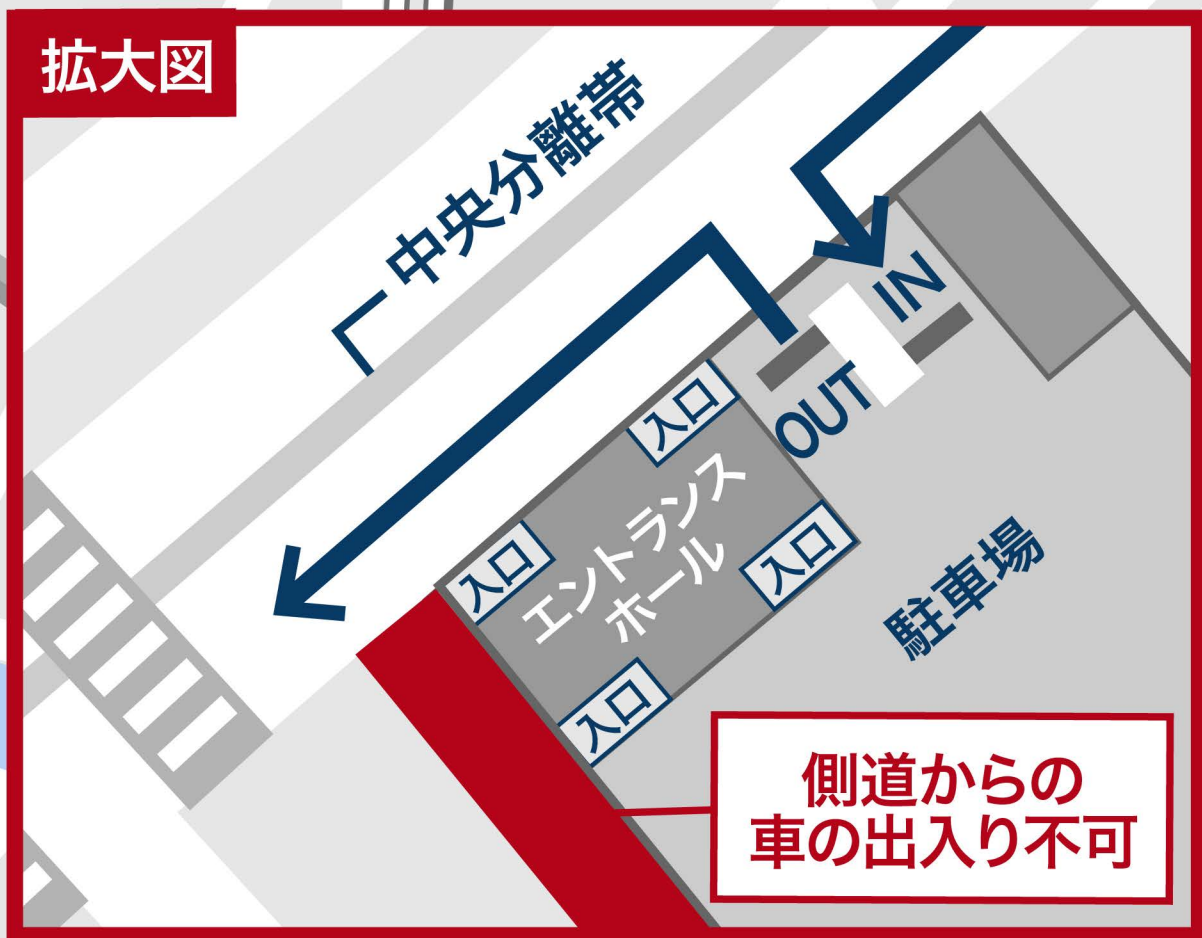 拡大図
中央分離帯
IN
OUT
入口
エントランス
ホール
入口
入口
入口
駐車場
側道からの
車の出入り不可